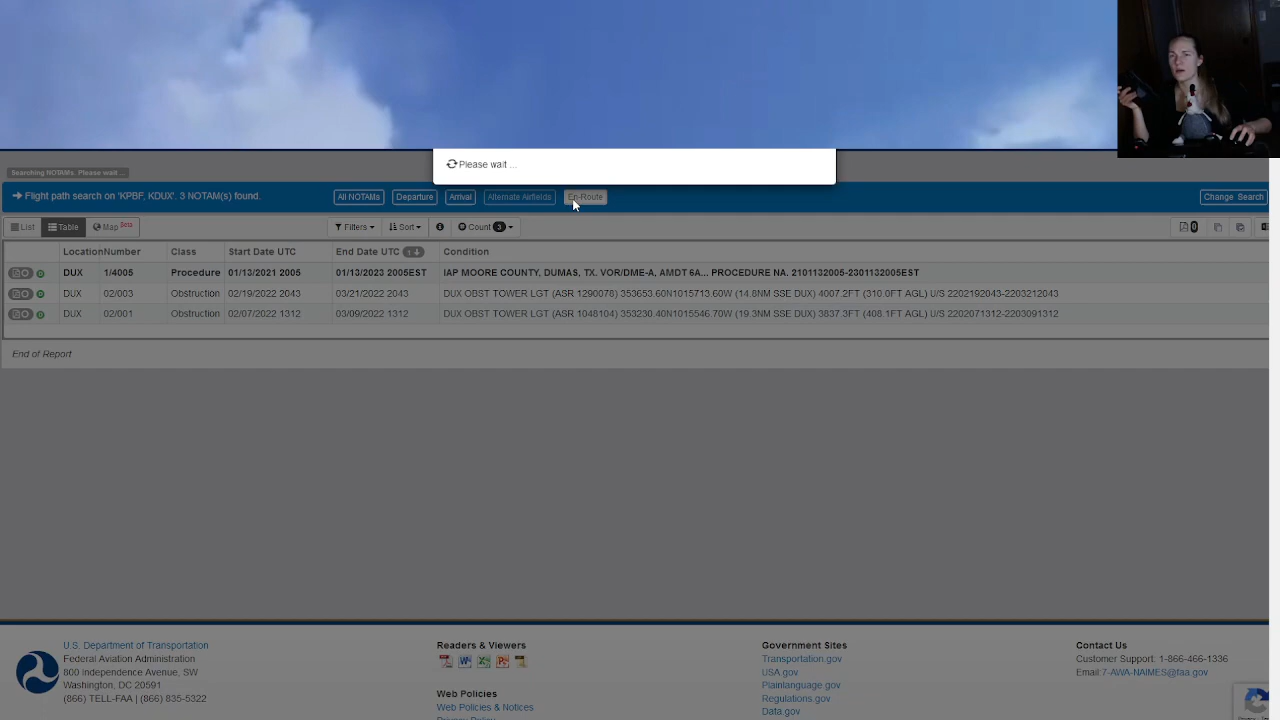 Please wait ...
Searching NOTAMs. Please wait ...
Flight path search on 'KPBF, KDUX'. 3 NOTAM(s) found.
All NOTAMs
Departure
Arrival
Alternate Airfields
En-Route
Change Search
List
Table
Map Beta
Filters
Sort
Count 3
0
Location Number Class Start Date UTC End Date UTC 1 Condition
DUX 1/4005 Procedure 01/13/2021 2005 01/13/2023 2005EST IAP MOORE COUNTY, DUMAS, TX. VOR/DME-A, AMDT 6A... PROCEDURE NA. 2101132005-2301132005EST
DUX 02/003 Obstruction 02/19/2022 2043 03/21/2022 2043 DUX OBST TOWER LGT (ASR 1290078) 353653.60N1015713.60W (14.8NM SSE DUX) 4007.2FT (310.0FT AGL) U/S 2202192043-2203212043
DUX 02/001 Obstruction 02/07/2022 1312 03/09/2022 1312 DUX OBST TOWER LGT (ASR 1048104) 353230.40N1015546.70W (19.3NM SSE DUX) 3837.3FT (408.1FT AGL) U/S 2202071312-2203091312
End of Report
U.S. Department of Transportation
Federal Aviation Administration
800 Independence Avenue, SW
Washington, DC 20591
(866) TELL-FAA | (866) 835-5322
Readers & Viewers
Web Policies
Web Policies & Notices
Government Sites
Transportation.gov
USA.gov
Plainlanguage.gov
Regulations.gov
Data.gov
Contact Us
Customer Support: 1-866-466-1336
Email:7-AWA-NAIMES@faa.gov